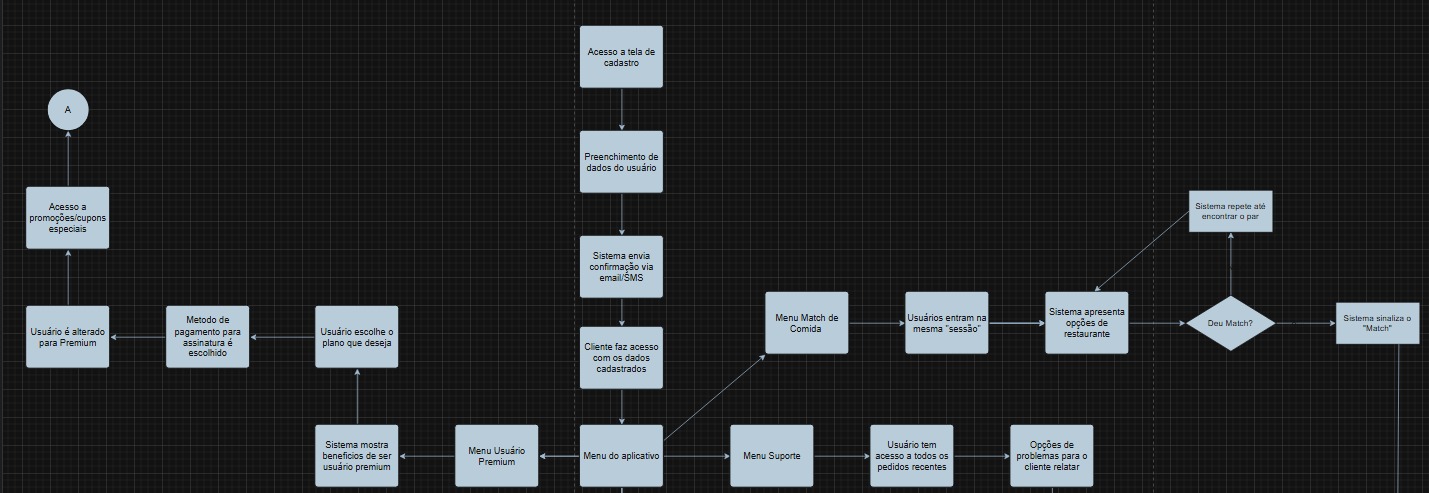 Acesso a tela de
cadastro
A
Preenchimento de
dados do usuário
Acesso a
promoções/cupons
especiais
Sistema repete até
encontrar o par
Sistema envia
confirmação via
email/SMS
Usuário é alterado
para Premium
Metodo de
pagamento para
assinatura é
escolhido
Usuário escolhe o
plano que deseja
Menu Match de
Comida
Usuários entram na
mesma "sessão"
Sistema apresenta
opções de
restaurante
Deu Match?
Sistema sinaliza o
"Match"
Cliente faz acesso
com os dados
cadastrados
Sistema mostra
beneficios de ser
usuário premium
Menu Usuário
Premium
Menu do aplicativo
Menu Suporte
Usuário tem
acesso a todos os
pedidos recentes
Opções de
problemas para o
cliente relatar